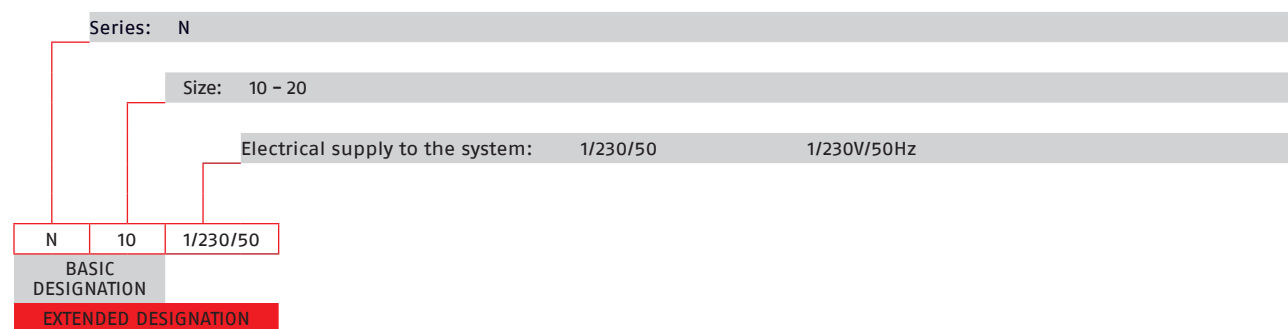 Series: N
Size: 10 – 20
Electrical supply to the system: 1/230/50 1/230V/50Hz
N 10 1/230/50
BASIC
DESIGNATION
EXTENDED DESIGNATION